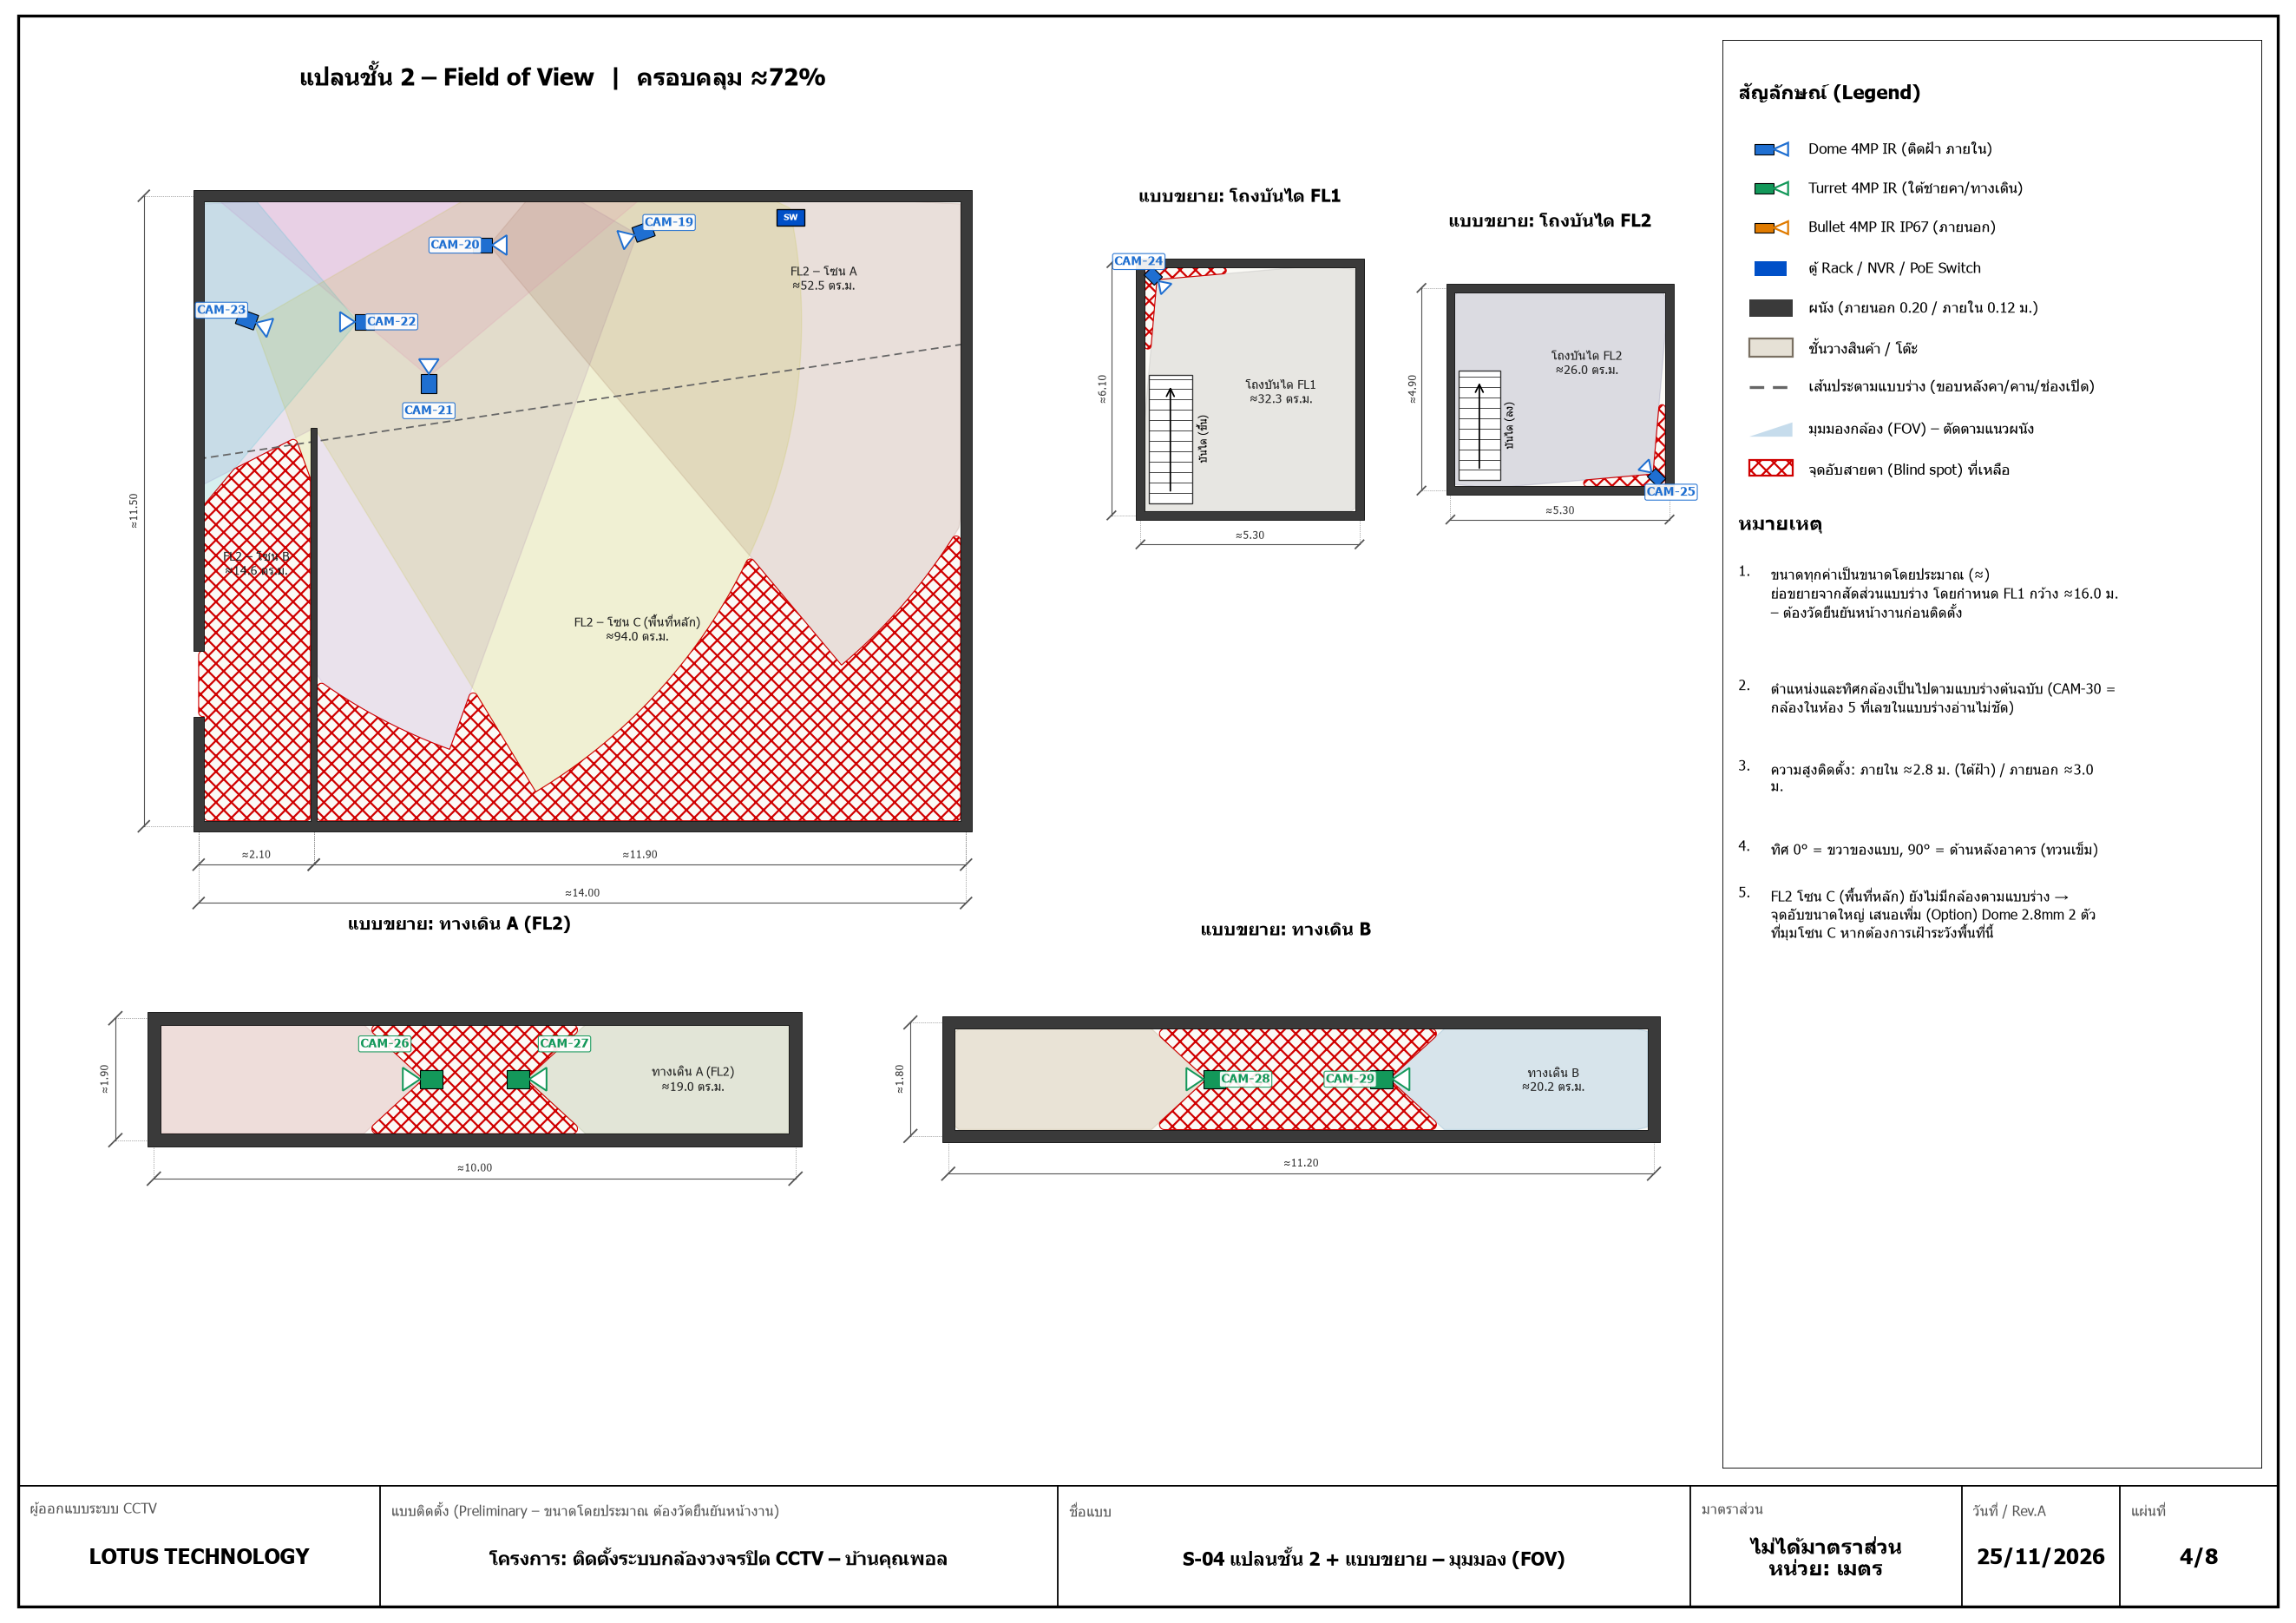 แปลนชั้น 2 – Field of View | ครอบคลุม ≈72%
CAM-20
CAM-19
SW
FL2 – โซน A
≈52.5 ตร.ม.
CAM-23
CAM-22
CAM-21
≈11.50
FL2 – โซน B
≈14.6 ตร.ม.
FL2 – โซน C (พื้นที่หลัก)
≈94.0 ตร.ม.
≈2.10
≈11.90
≈14.00
แบบขยาย: โถงบันได FL1
CAM-24
≈6.10
โถงบันได FL1
≈32.3 ตร.ม.
บันได (ขึ้น)
≈5.30
แบบขยาย: โถงบันได FL2
≈4.90
โถงบันได FL2
≈26.0 ตร.ม.
บันได (ลง)
CAM-25
≈5.30
แบบขยาย: ทางเดิน A (FL2)
≈1.90
CAM-26
CAM-27
ทางเดิน A (FL2)
≈19.0 ตร.ม.
≈10.00
แบบขยาย: ทางเดิน B
≈1.80
CAM-28
CAM-29
ทางเดิน B
≈20.2 ตร.ม.
≈11.20
สัญลักษณ์ (Legend)
Dome 4MP IR (ติดฝ้า ภายใน)
Turret 4MP IR (ใต้ชายคา/ทางเดิน)
Bullet 4MP IR IP67 (ภายนอก)
ตู้ Rack / NVR / PoE Switch
ผนัง (ภายนอก 0.20 / ภายใน 0.12 ม.)
ชั้นวางสินค้า / โต๊ะ
เส้นประตามแบบร่าง (ขอบหลังคา/คาน/ช่องเปิด)
มุมมองกล้อง (FOV) – ตัดตามแนวผนัง
จุดอับสายตา (Blind spot) ที่เหลือ
หมายเหตุ
1. ขนาดทุกค่าเป็นขนาดโดยประมาณ (≈)
ย่อขยายจากสัดส่วนแบบร่าง โดยกำหนด FL1 กว้าง ≈16.0 ม.
– ต้องวัดยืนยันหน้างานก่อนติดตั้ง
2. ตำแหน่งและทิศกล้องเป็นไปตามแบบร่างต้นฉบับ (CAM-30 =
กล้องในห้อง 5 ที่เลขในแบบร่างอ่านไม่ชัด)
3. ความสูงติดตั้ง: ภายใน ≈2.8 ม. (ใต้ฝ้า) / ภายนอก ≈3.0
ม.
4. ทิศ 0° = ขวาของแบบ, 90° = ด้านหลังอาคาร (ทวนเข็ม)
5. FL2 โซน C (พื้นที่หลัก) ยังไม่มีกล้องตามแบบร่าง →
จุดอับขนาดใหญ่ เสนอเพิ่ม (Option) Dome 2.8mm 2 ตัว
ที่มุมโซน C หากต้องการเฝ้าระวังพื้นที่นี้
ผู้ออกแบบระบบ CCTV
LOTUS TECHNOLOGY
แบบติดตั้ง (Preliminary – ขนาดโดยประมาณ ต้องวัดยืนยันหน้างาน)
โครงการ: ติดตั้งระบบกล้องวงจรปิด CCTV – บ้านคุณพอล
ชื่อแบบ
S-04 แปลนชั้น 2 + แบบขยาย – มุมมอง (FOV)
มาตราส่วน
ไม่ได้มาตราส่วน
หน่วย: เมตร
วันที่ / Rev.A
25/11/2026
แผ่นที่
4/8